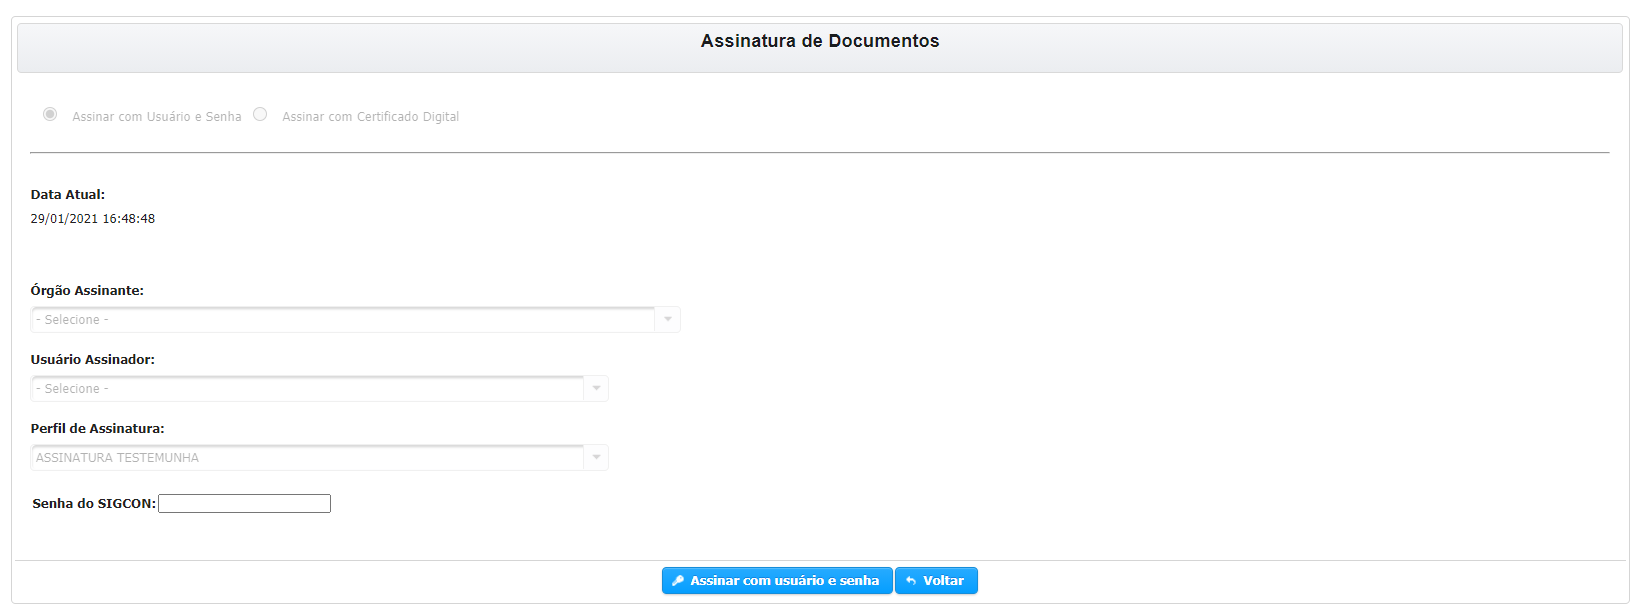 Assinatura de Documentos
Assinar com Usuário e Senha Assinar com Certificado Digital
Data Atual:
29/01/2021 16:48:48
Órgão Assinante:
- Selecione -
Usuário Assinador:
- Selecione -
Perfil de Assinatura:
ASSINATURA TESTEMUNHA
Senha do SIGCON:
Assinar com usuário e senha Voltar